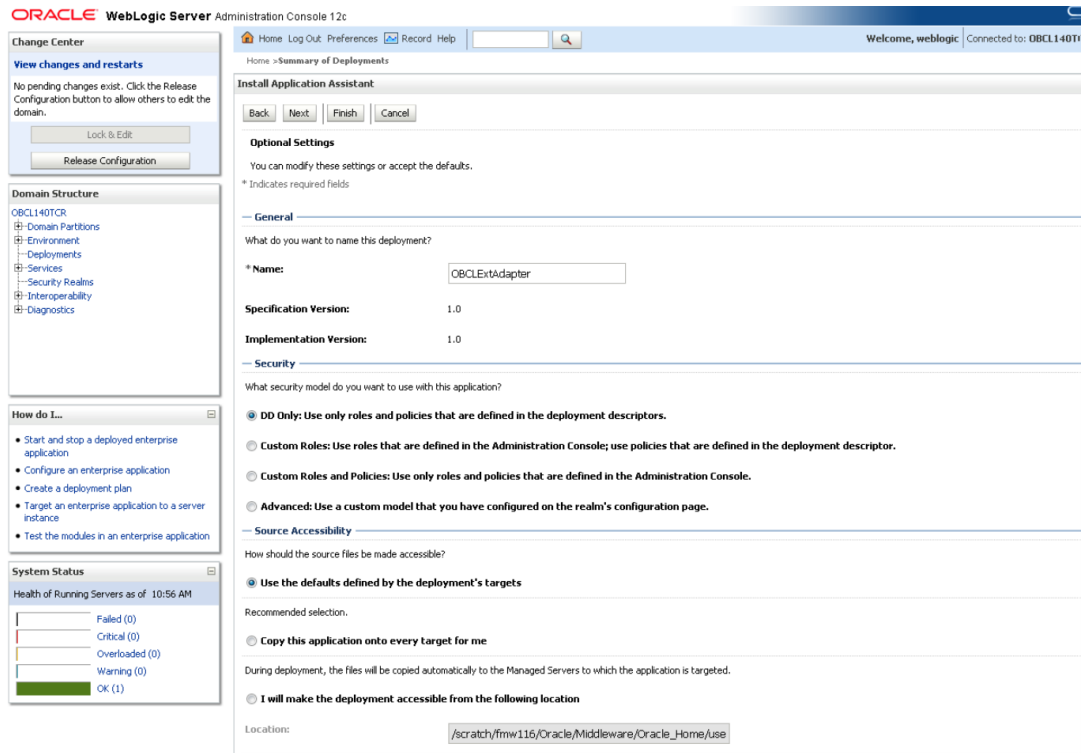 ORACLE WebLogic Server Administration Console 12c
Change Center
View changes and restarts
No pending changes exist. Click the Release
Configuration button to allow others to edit the
domain.
Lock & Edit
Release Configuration
Domain Structure
OBCL140TCR
Domain Partitions
Environment
Deployments
Services
Security Realms
Interoperability
Diagnostics
How do I...
Start and stop a deployed enterprise
application
Configure an enterprise application
Create a deployment plan
Target an enterprise application to a server
instance
Test the modules in an enterprise application
System Status
Health of Running Servers as of 10:56 AM
Failed (0)
Critical (0)
Overloaded (0)
Warning (0)
OK (1)
Home Log Out Preferences Record Help
Welcome, weblogic Connected to:
Home >Summary of Deployments
Install Application Assistant
Back Next Finish Cancel
Optional Settings
You can modify these settings or accept the defaults.
* Indicates required fields
General
What do you want to name this deployment?
* Name: OBCLExtAdapter
Specification Version: 1.0
Implementation Version: 1.0
Security
What security model do you want to use with this application?
DD Only: Use only roles and policies that are defined in the deployment descriptors.
Custom Roles: Use roles that are defined in the Administration Console; use policies that are defined in the deployment descriptor.
Custom Roles and Policies: Use only roles and policies that are defined in the Administration Console.
Advanced: Use a custom model that you have configured on the realm's configuration page.
Source Accessibility
How should the source files be made accessible?
Use the defaults defined by the deployment's targets
Recommended selection.
Copy this application onto every target for me
During deployment, the files will be copied automatically to the Managed Servers to which the application is targeted.
I will make the deployment accessible from the following location
Location: /scratch/fmw116/Oracle/Middleware/Oracle_Home/use